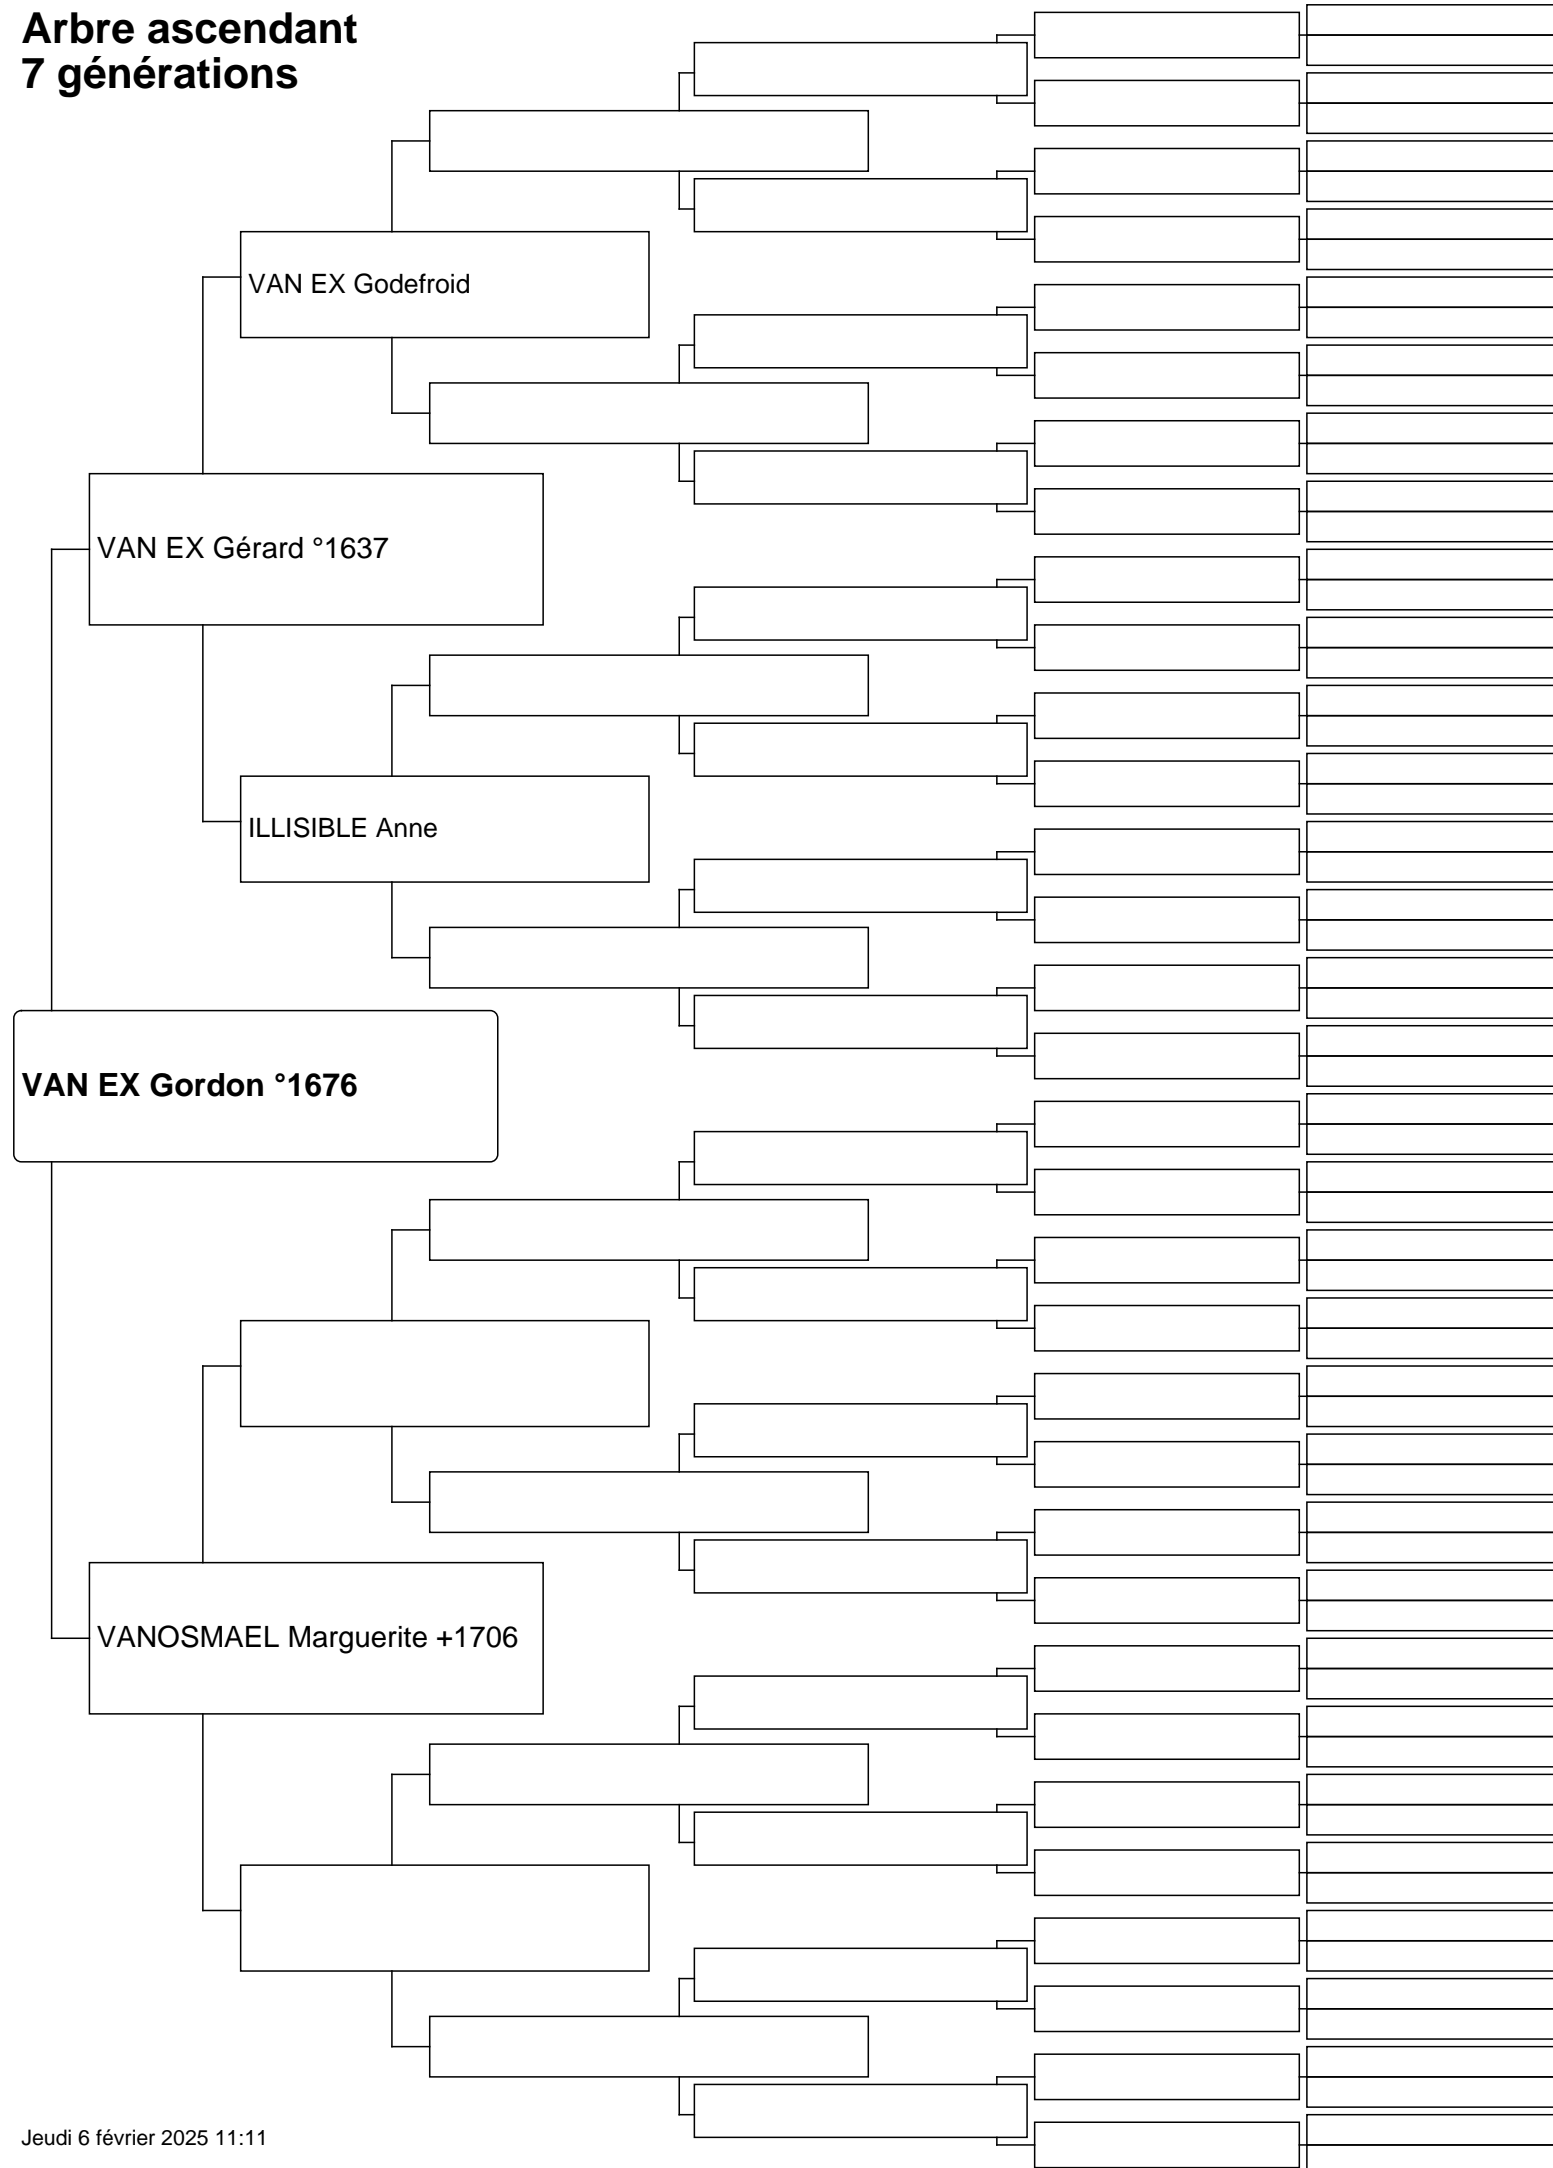 Arbre ascendant
7 générations
VAN EX Godefroid
VAN EX Gérard °1637
ILLISIBLE Anne
VAN EX Gordon °1676
VANOSMAEL Marguerite +1706
Jeudi 6 février 2025 11:11